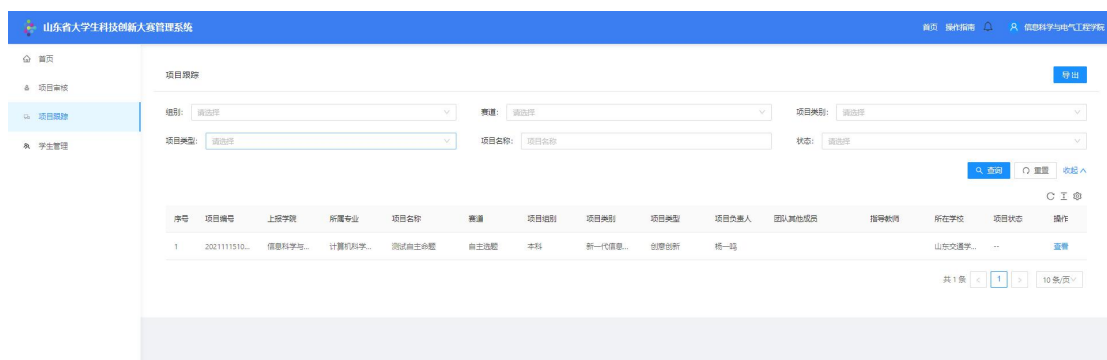 山东省大学生科技创新大赛管理系统
首页 操作指南 信息科学与电气工程学院
首页
项目审核
项目跟踪
学生管理
项目跟踪
导出
组别: 请选择 赛道: 请选择 项目类别: 请选择
项目类型: 请选择 项目名称: 项目名称 状态: 请选择
查询 重置 收起
序号 项目编号 上报学院 所属专业 项目名称 赛道 项目组别 项目类别 项目类型 项目负责人 团队其他成员 指导教师 所在学校 项目状态 操作
1 2021111510... 信息科学与... 计算机科学... 测试自主命题 自主选题 本科 新一代信息... 创意创新 杨一鸣 山东交通学... -- 查看
共 1 条 < 1 > 10 条/页